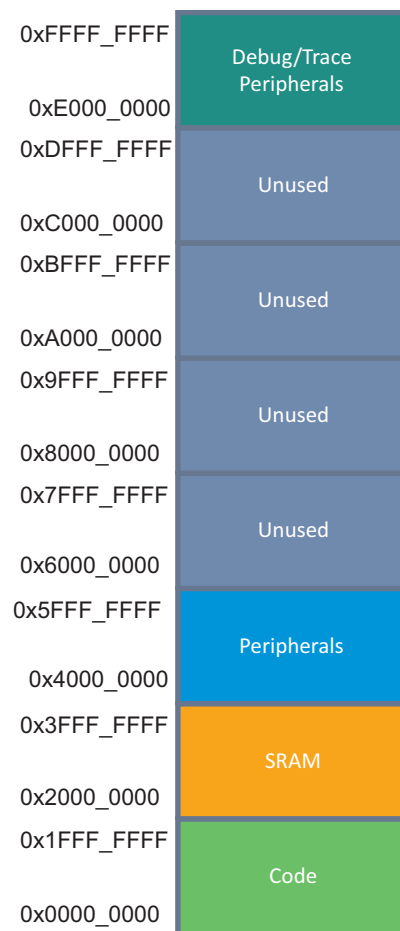 0xFFFF_FFFF
Debug/Trace
Peripherals
0xE000_0000
0xDFFF_FFFF
Unused
0xC000_0000
0xBFFF_FFFF
Unused
0xA000_0000
0x9FFF_FFFF
Unused
0x8000_0000
0x7FFF_FFFF
Unused
0x6000_0000
0x5FFF_FFFF
Peripherals
0x4000_0000
0x3FFF_FFFF
SRAM
0x2000_0000
0x1FFF_FFFF
Code
0x0000_0000